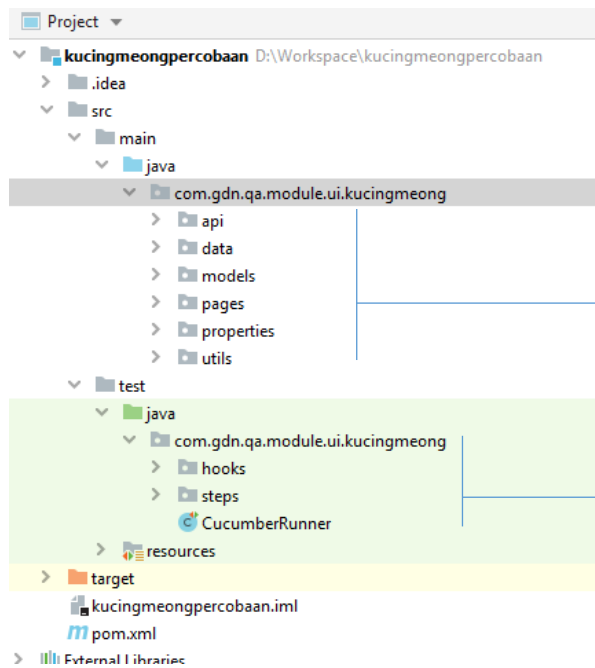 Project
kucingmeongpercobaan D:\Workspace\kucingmeongpercobaan
.idea
src
main
java
com.gdn.qa.module.ui.kucingmeong
api
data
models
pages
properties
utils
test
java
com.gdn.qa.module.ui.kucingmeong
hooks
steps
CucumberRunner
resources
target
kucingmeongpercobaan.iml
pom.xml
External Libraries